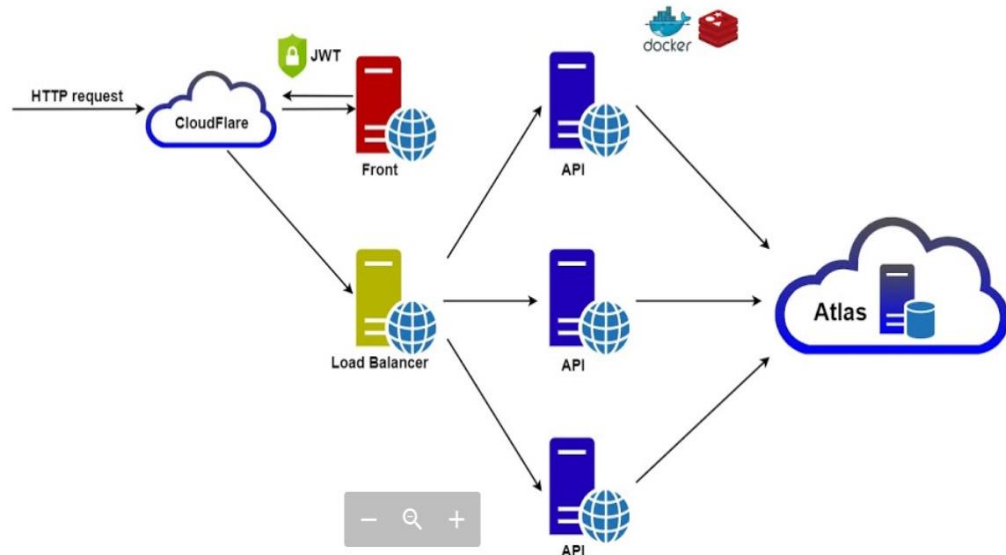 JWT
docker
HTTP request
CloudFlare
Front
API
Atlas
Load Balancer
API
API